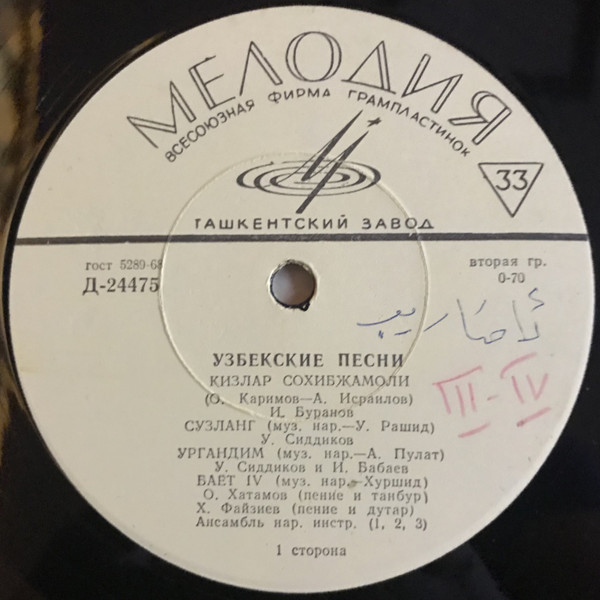 МЕЛОДИЯ
ВСЕСОЮЗНАЯ ФИРМА ГРАМПЛАСТИНОК
33
ТАШКЕНТСКИЙ ЗАВОД
гост 5289-68
Д-24475
вторая гр.
0-70
III-IV
УЗБЕКСКИЕ ПЕСНИ
КИЗЛАР СОХИБЖАМОЛИ
(О. Каримов—А. Исраилов)
И. Буранов
СУЗЛАНГ (муз. нар.—У. Рашид)
У. Сиддиков
УРГАНДИМ (муз. нар.—А. Пулат)
У. Сиддиков и И. Бабаев
БАЕТ IV (муз. нар.—Хуршид)
О. Хатамов (пение и танбур)
Х. Файзиев (пение и дутар)
Ансамбль нар. инстр. (1, 2, 3)
1 сторона